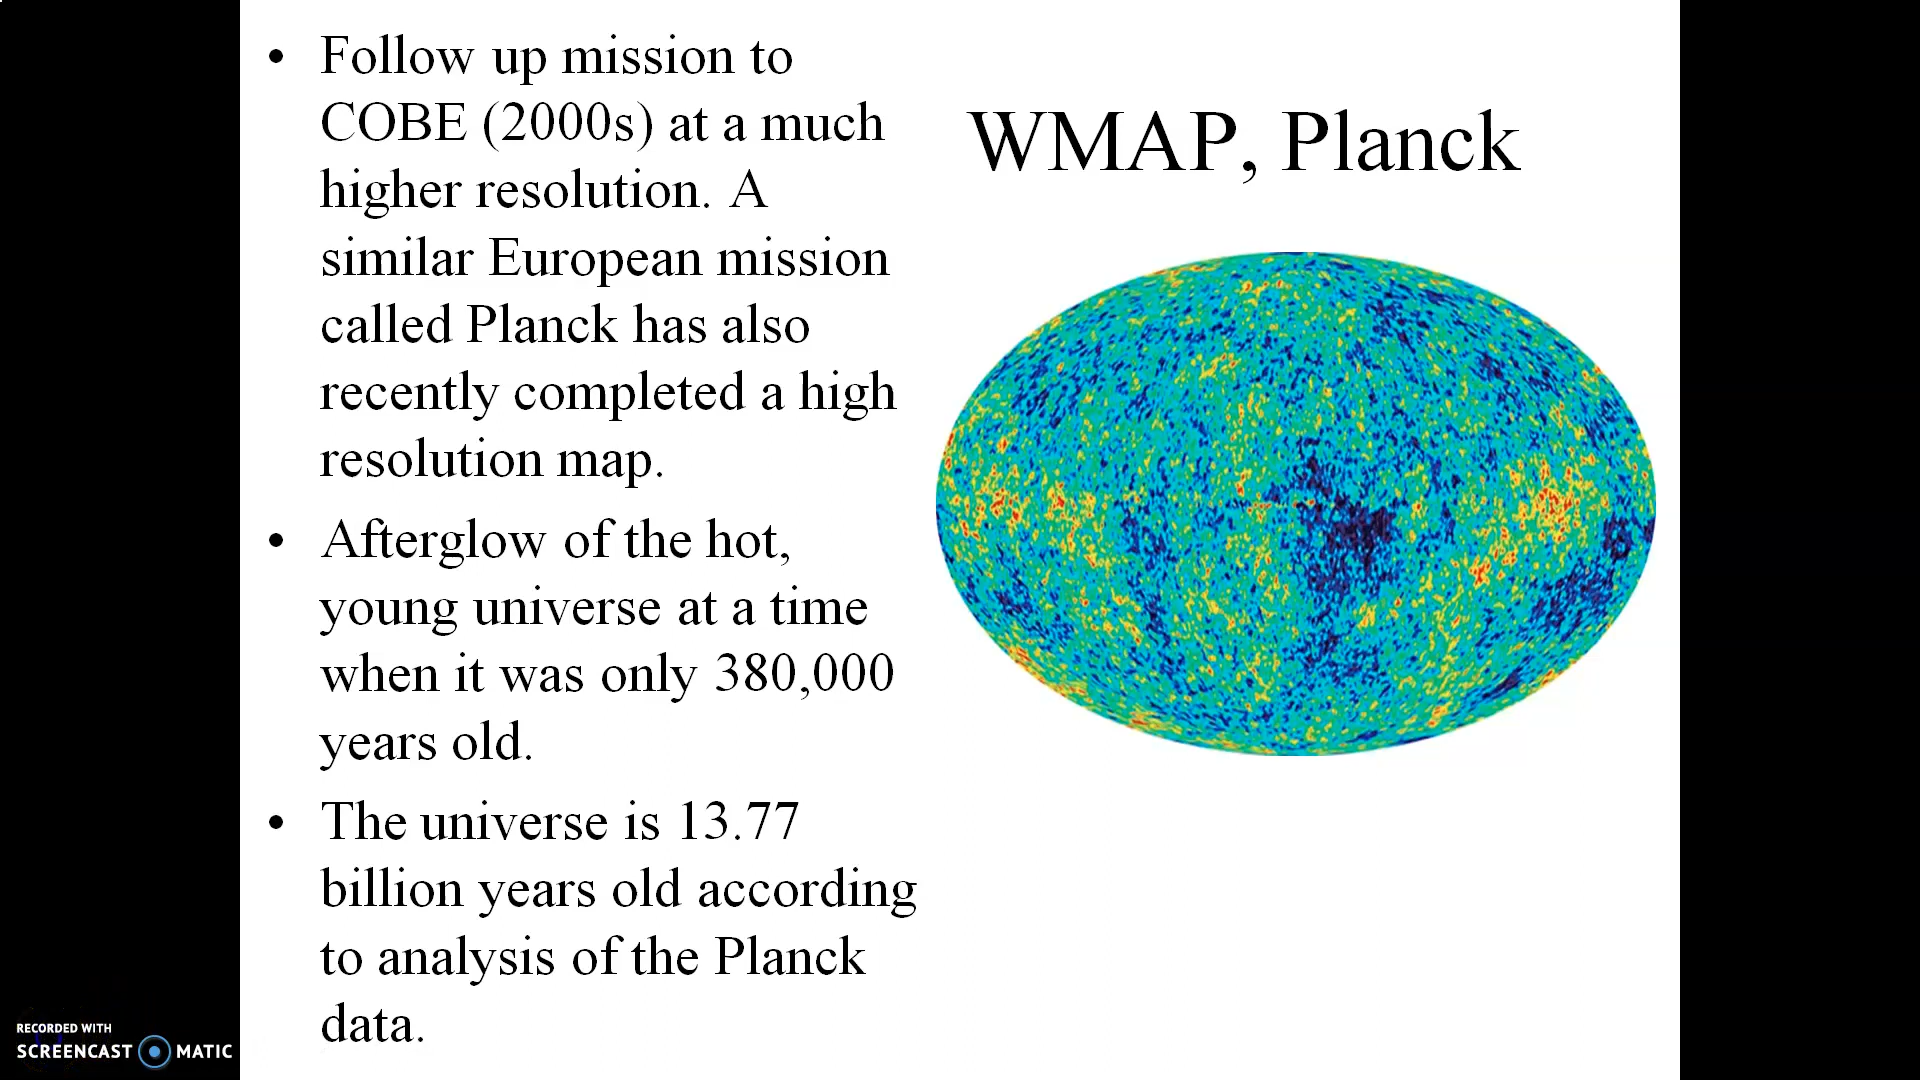 • Follow up mission to
COBE (2000s) at a much
higher resolution. A
similar European mission
called Planck has also
recently completed a high
resolution map.
• Afterglow of the hot,
young universe at a time
when it was only 380,000
years old.
• The universe is 13.77
billion years old according
to analysis of the Planck
data.
WMAP, Planck
RECORDED WITH
SCREENCAST MATIC